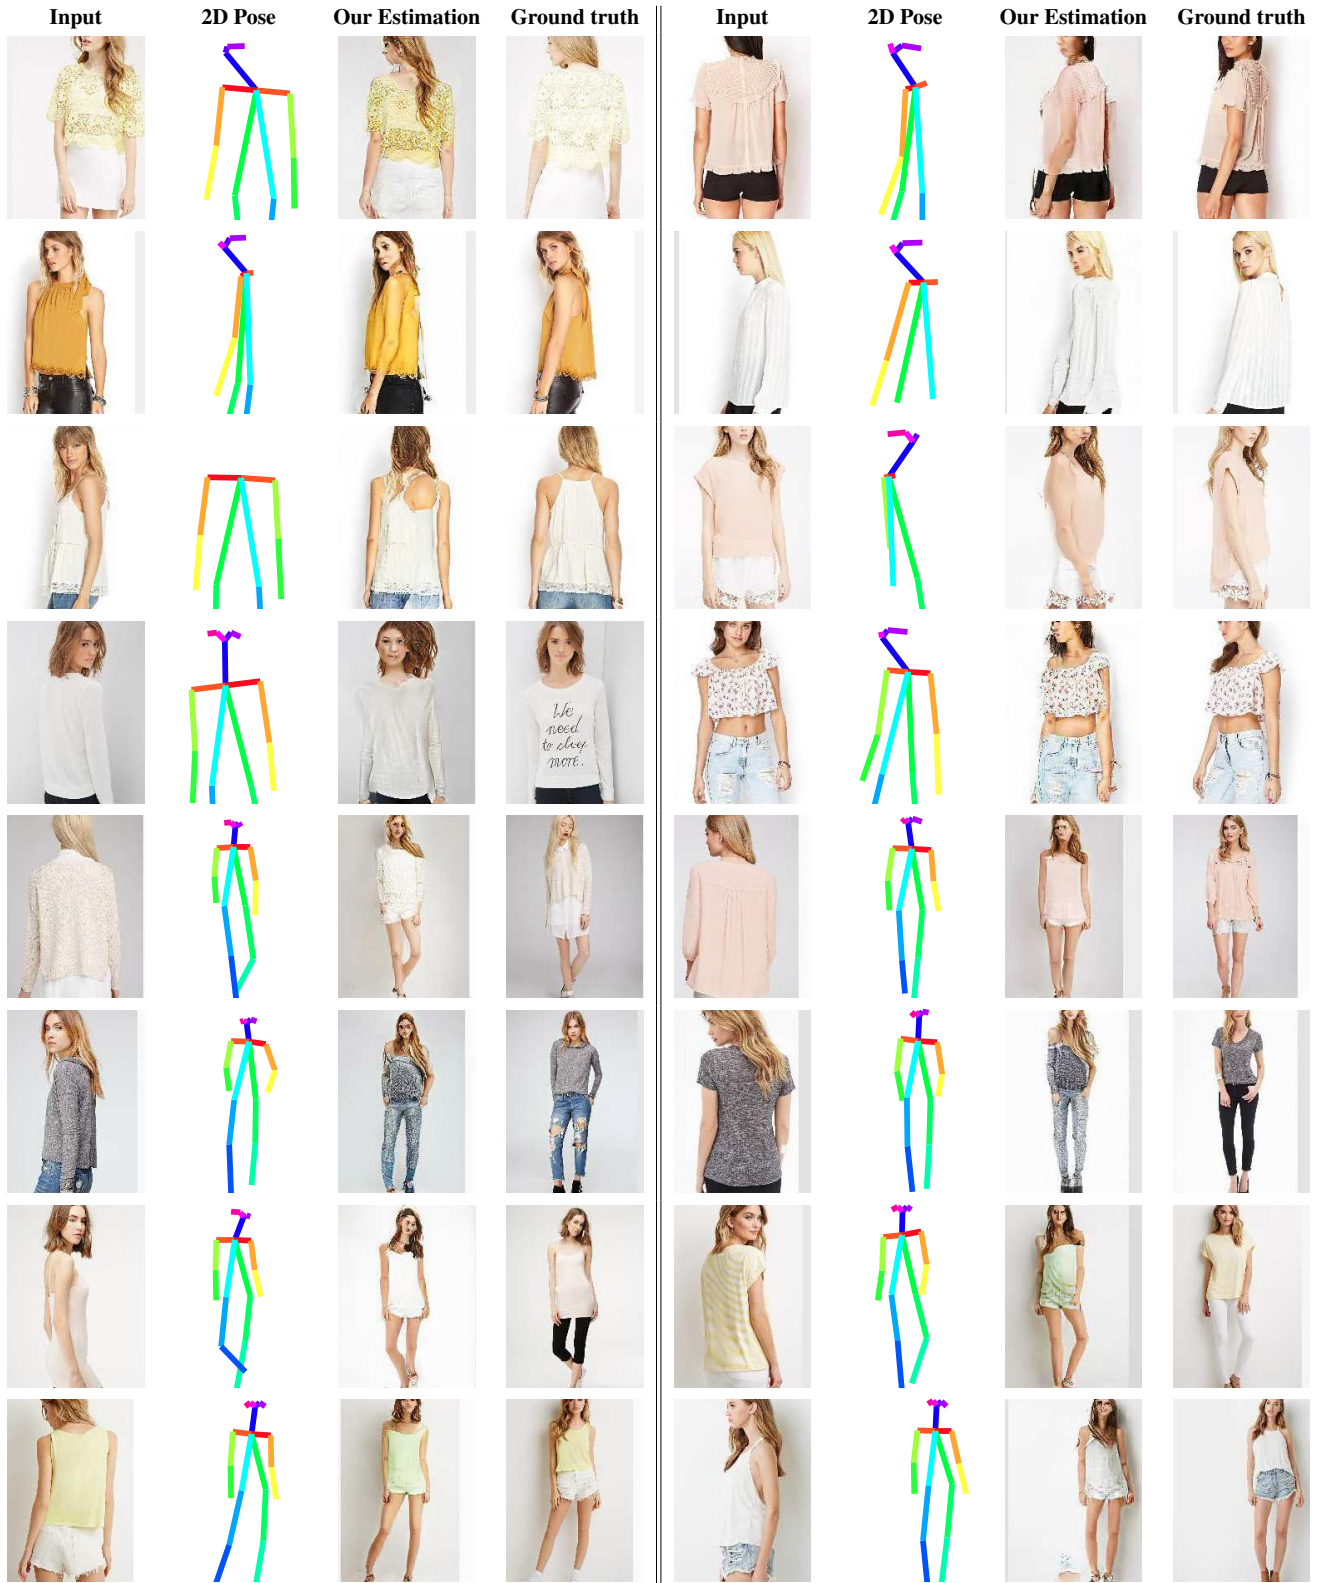 Input 2D Pose Our Estimation Ground truth Input 2D Pose Our Estimation Ground truth
We
need
to sleep
more.